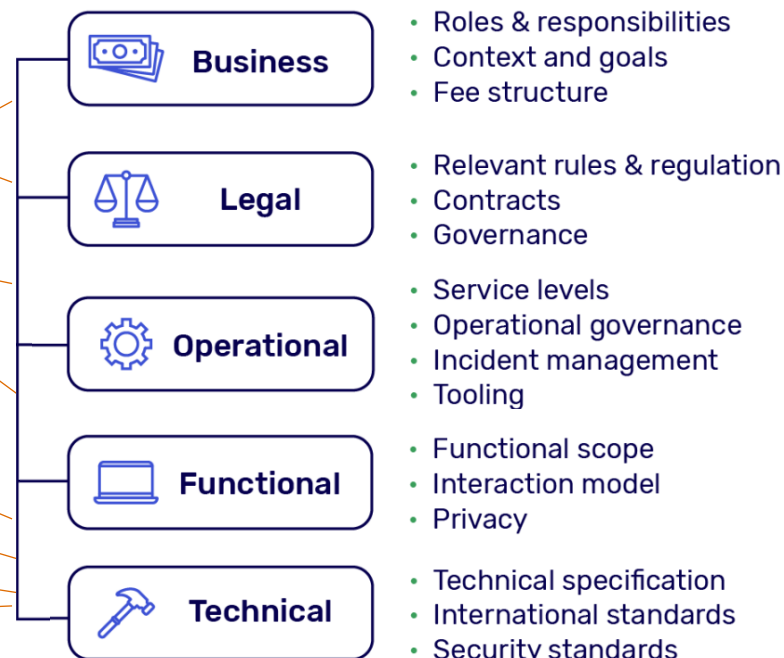 Business
• Roles & responsibilities
• Context and goals
• Fee structure
Legal
• Relevant rules & regulation
• Contracts
• Governance
Operational
• Service levels
• Operational governance
• Incident management
• Tooling
Functional
• Functional scope
• Interaction model
• Privacy
Technical
• Technical specification
• International standards
• Security standards